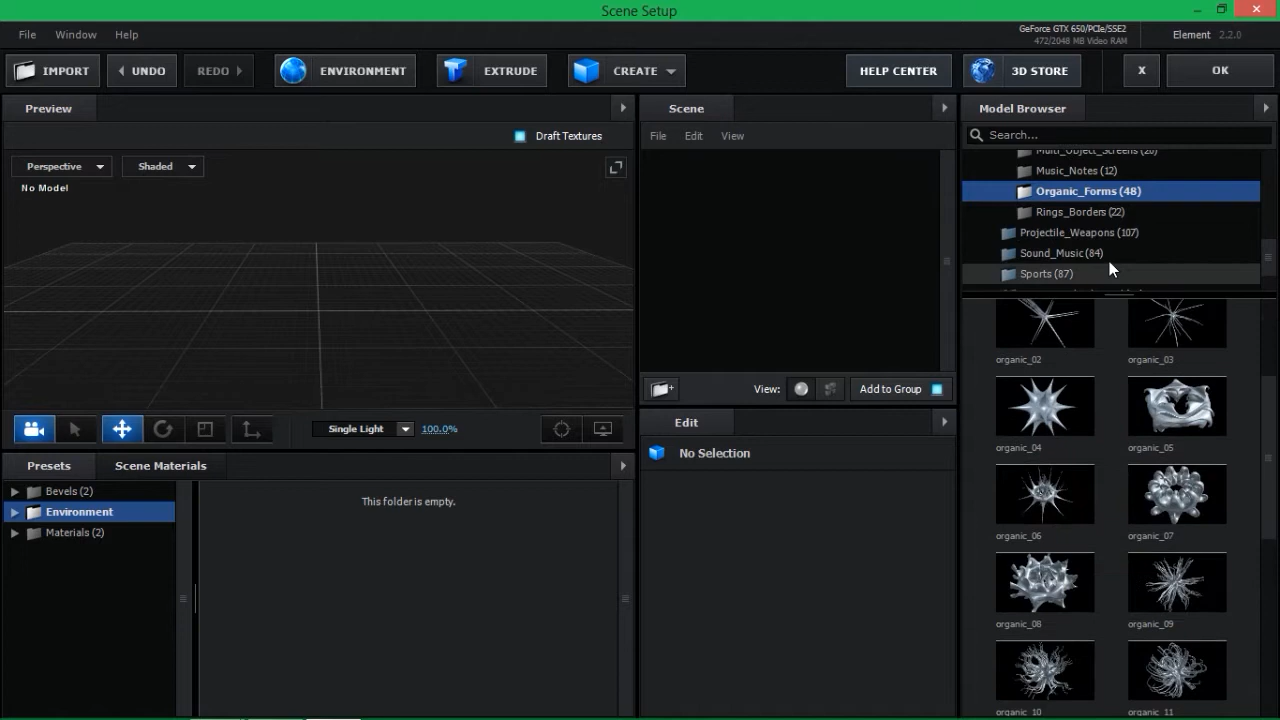 Scene Setup
File Window Help
GeForce GTX 650/PCIe/SSE2
472/2048 MB Video RAM
Element 2.2.0
IMPORT UNDO REDO ENVIRONMENT EXTRUDE CREATE HELP CENTER 3D STORE X OK
Preview
Draft Textures
Perspective Shaded
No Model
Single Light 100.0%
Presets Scene Materials
Bevels (2)
Environment
Materials (2)
This folder is empty.
Scene
File Edit View
View: Add to Group
Edit
No Selection
Model Browser
Search...
Multi_Object_Screens (20)
Music_Notes (12)
Organic_Forms (48)
Rings_Borders (22)
Projectile_Weapons (107)
Sound_Music (84)
Sports (87)
organic_02 organic_03
organic_04 organic_05
organic_06 organic_07
organic_08 organic_09
organic_10 organic_11